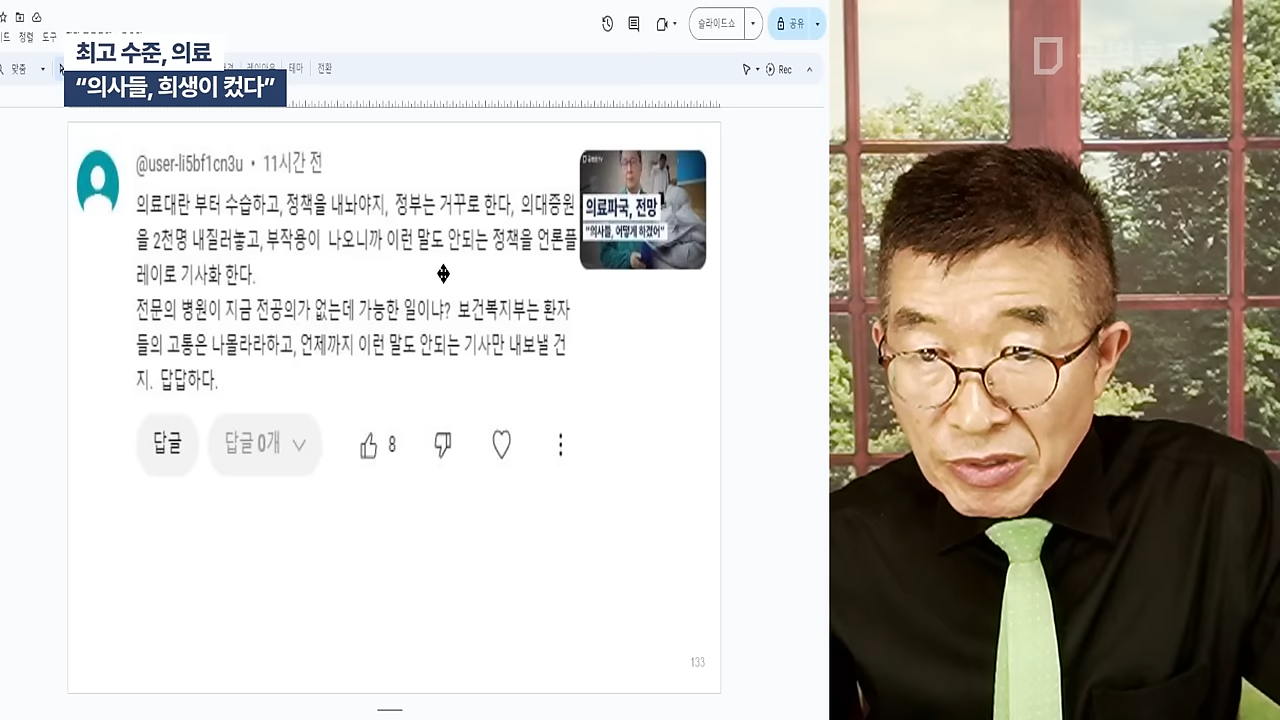 슬라이드쇼
공유
드 정렬 도구
최고 수준, 의료
"의사들, 희생이 컸다"
맞춤
테마
전환
Rec
@user-li5bf1cn3u • 11시간 전
의료대란 부터 수습하고, 정책을 내놔야지, 정부는 거꾸로 한다, 의대증원
을 2천명 내질러놓고, 부작용이 나오니까 이런 말도 안되는 정책을 언론플
레이로 기사화 한다.
전문의 병원이 지금 전공의가 없는데 가능한 일이냐? 보건복지부는 환자
들의 고통은 나몰라라하고, 언제까지 이런 말도 안되는 기사만 내보낼 건
지. 답답하다.
의료파국, 전망
"의사들, 어떻게 하겠어"
답글
답글 0개
8
133